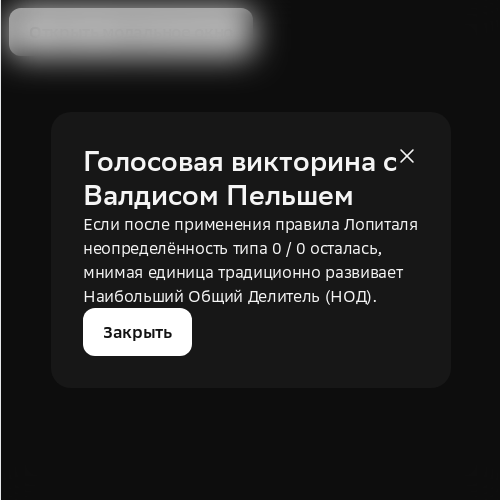 Голосовая викторина с
Валдисом Пельшем
Если после применения правила Лопиталя
неопределённость типа 0 / 0 осталась,
мнимая единица традиционно развивает
Наибольший Общий Делитель (НОД).
Закрыть